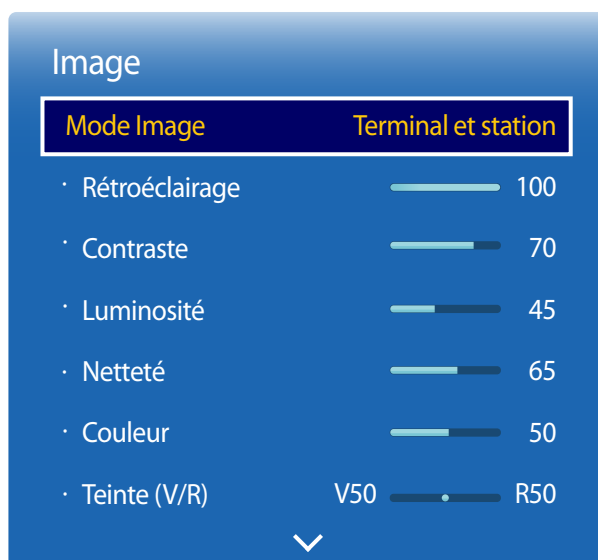 Image
Mode Image Terminal et station
· Rétroéclairage 100
· Contraste 70
· Luminosité 45
· Netteté 65
· Couleur 50
· Teinte (V/R) V50 R50